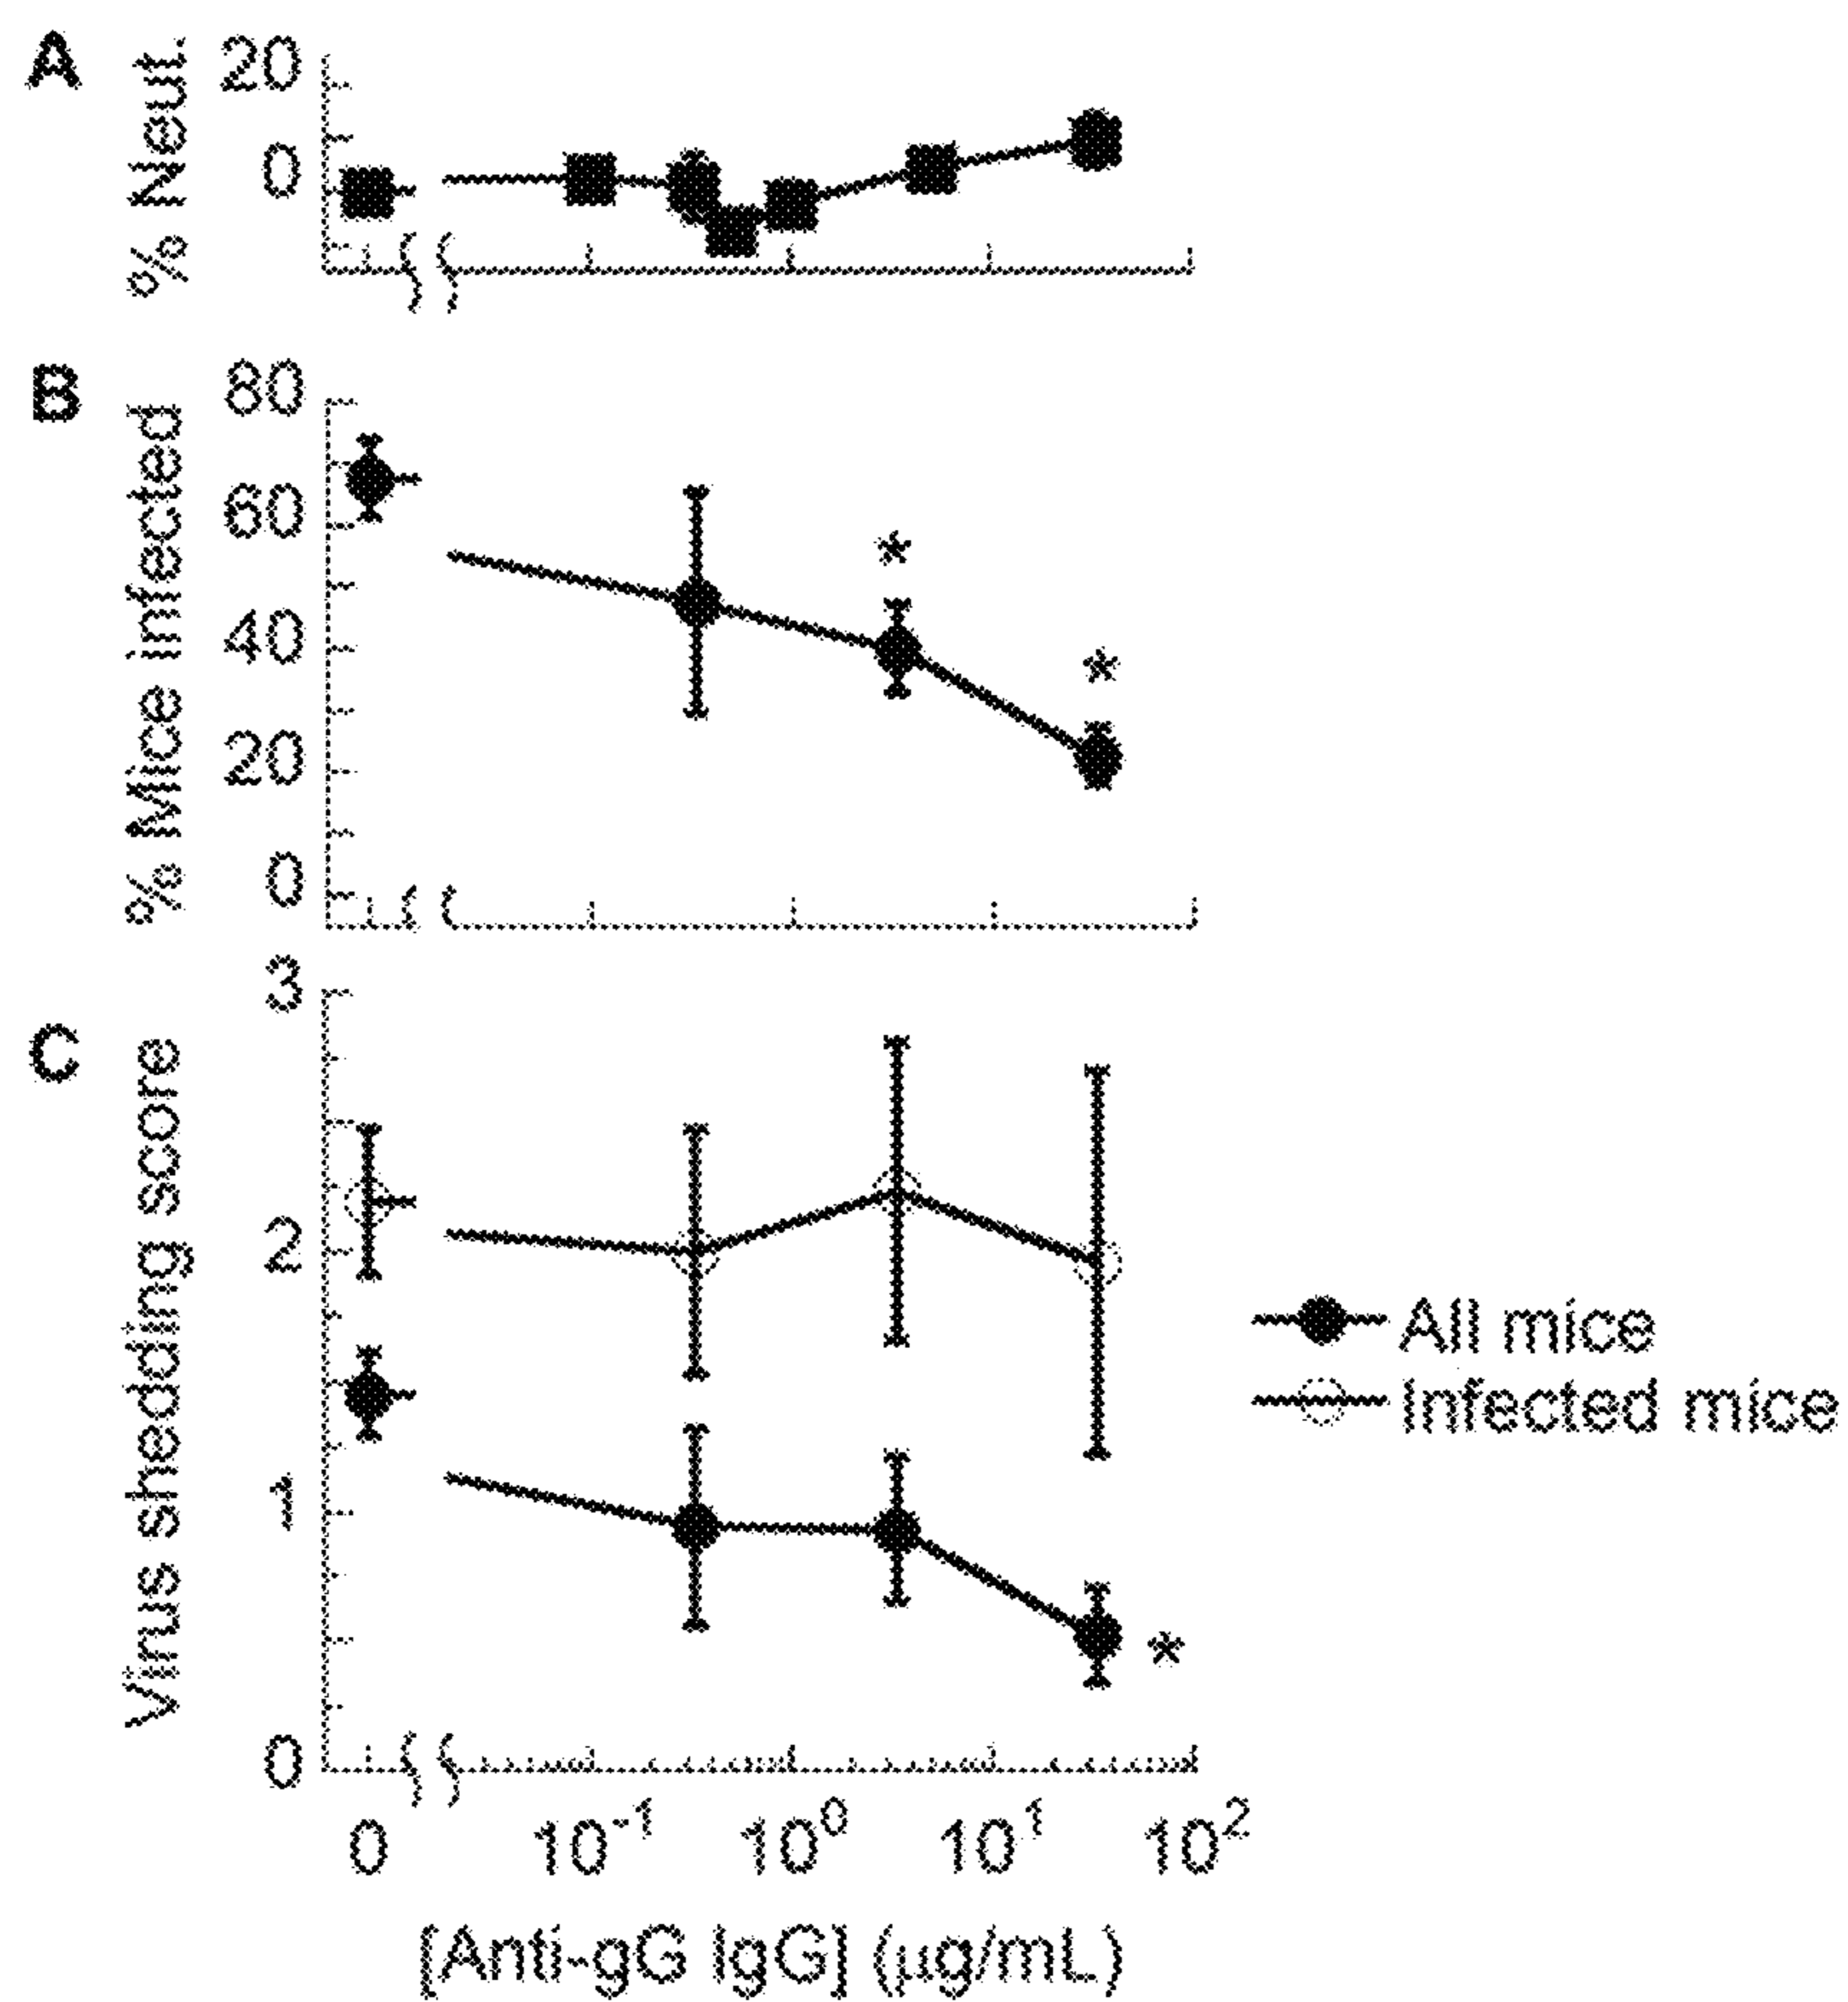 A
% Neut.
20
0
B
% Mice Infected
80
60
40
20
0
*
*
C
Virus shedding score
3
2
1
0
*
All mice
Infected mice
0 10⁻¹ 10⁰ 10¹ 10²
[Anti-gG IgG] (μg/mL)